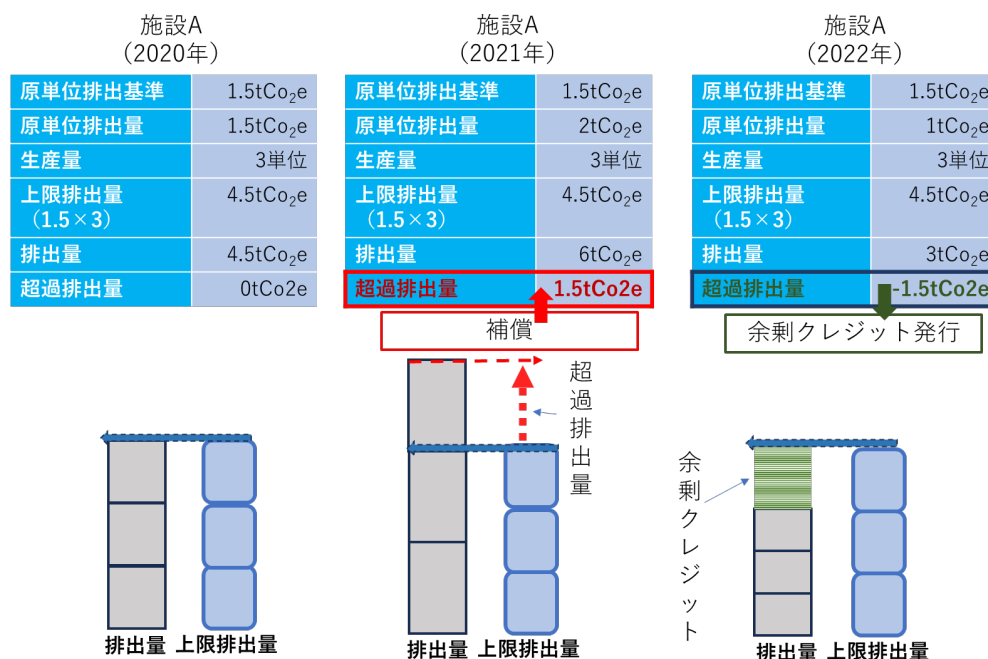 施設A
（2020年）
原単位排出基準 1.5tCo₂e
原単位排出量 1.5tCo₂e
生産量 3単位
上限排出量 4.5tCo₂e
（1.5×3）
排出量 4.5tCo₂e
超過排出量 0tCo2e
排出量 上限排出量
施設A
（2021年）
原単位排出基準 1.5tCo₂e
原単位排出量 2tCo₂e
生産量 3単位
上限排出量 4.5tCo₂e
（1.5×3）
排出量 6tCo₂e
超過排出量 1.5tCo2e
補償
超過排出量
排出量 上限排出量
施設A
（2022年）
原単位排出基準 1.5tCo₂e
原単位排出量 1tCo₂e
生産量 3単位
上限排出量 4.5tCo₂e
（1.5×3）
排出量 3tCo₂e
超過排出量 -1.5tCo2e
余剰クレジット発行
余剰クレジット
排出量 上限排出量